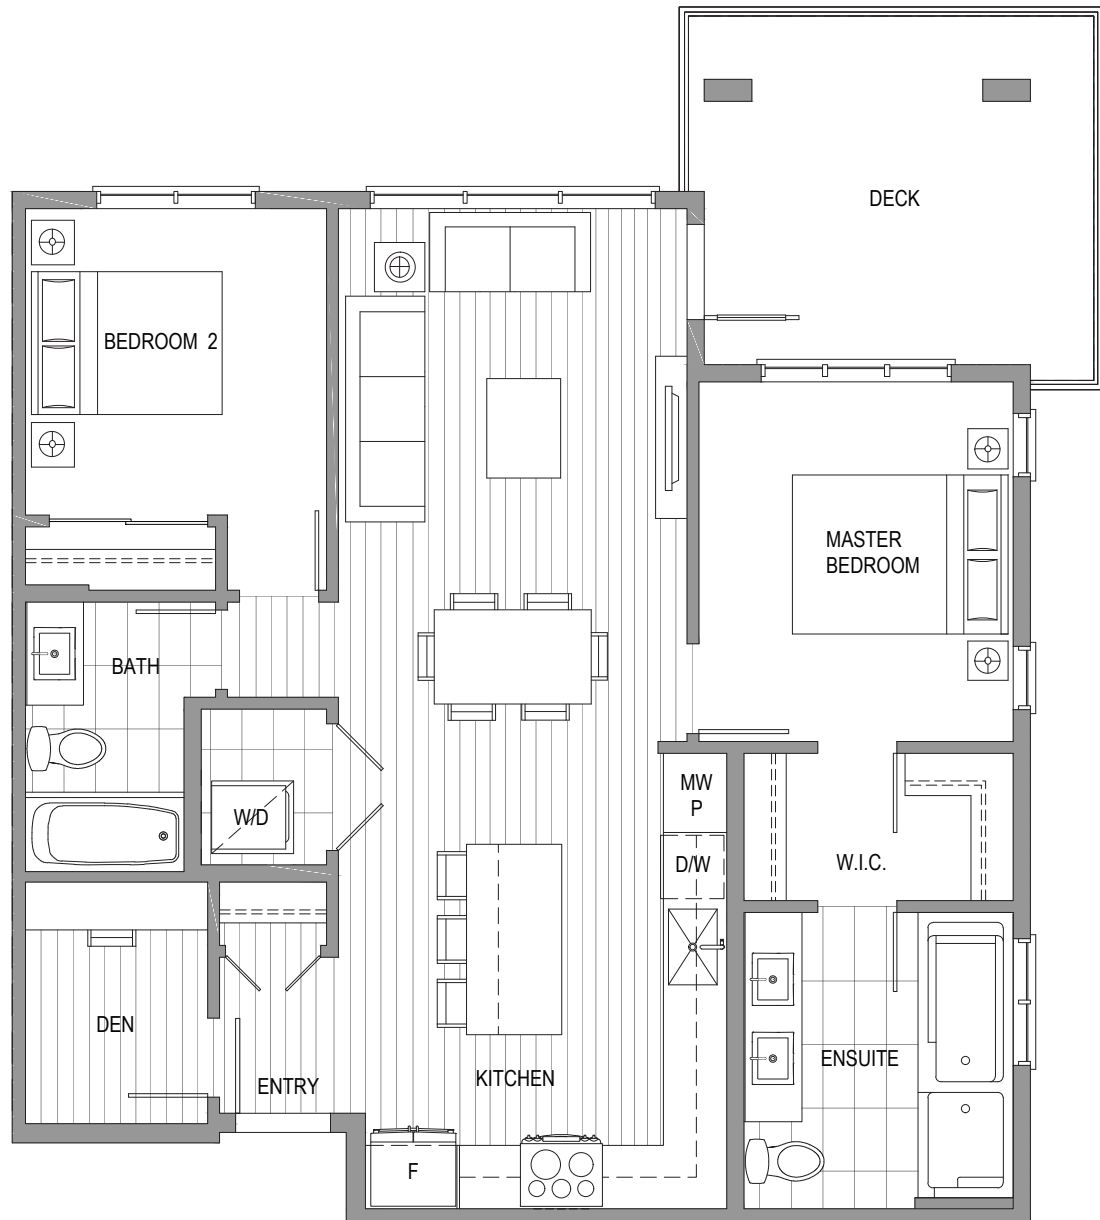 DECK
BEDROOM 2
MASTER
BEDROOM
BATH
MW
P
W/D
D/W
W.I.C.
DEN
ENTRY
KITCHEN
ENSUITE
F